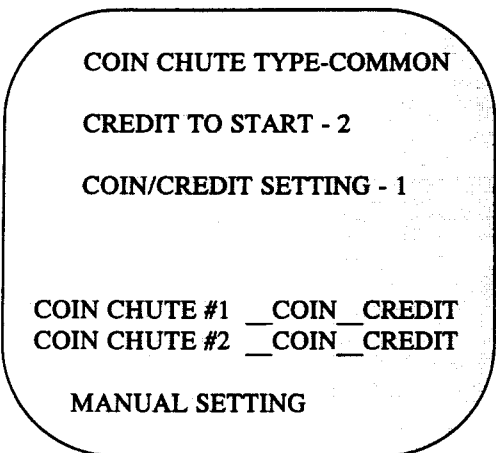 COIN CHUTE TYPE-COMMON
CREDIT TO START - 2
COIN/CREDIT SETTING - 1
COIN CHUTE #1 __COIN__CREDIT
COIN CHUTE #2 __COIN__CREDIT
MANUAL SETTING